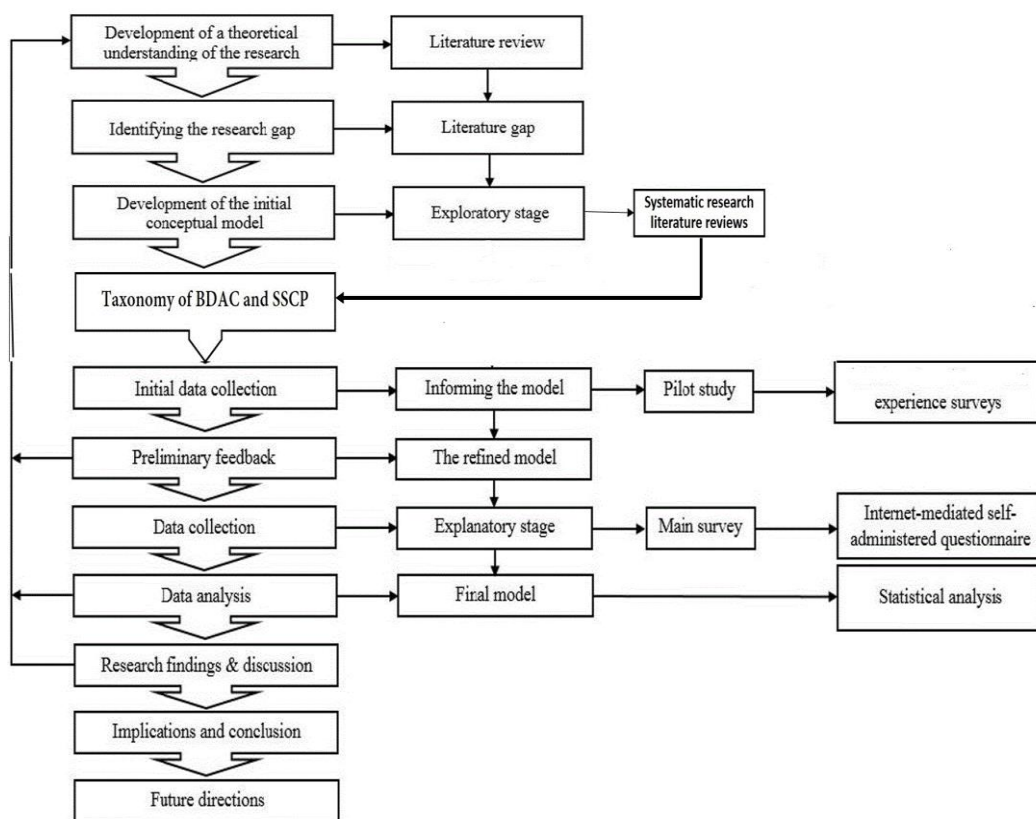 Development of a theoretical
understanding of the research
Literature review
Identifying the research gap
Literature gap
Development of the initial
conceptual model
Exploratory stage
Systematic research
literature reviews
Taxonomy of BDAC and SSCP
Initial data collection
Informing the model
Pilot study
experience surveys
Preliminary feedback
The refined model
Data collection
Explanatory stage
Main survey
Internet-mediated self-
administered questionnaire
Data analysis
Final model
Statistical analysis
Research findings & discussion
Implications and conclusion
Future directions